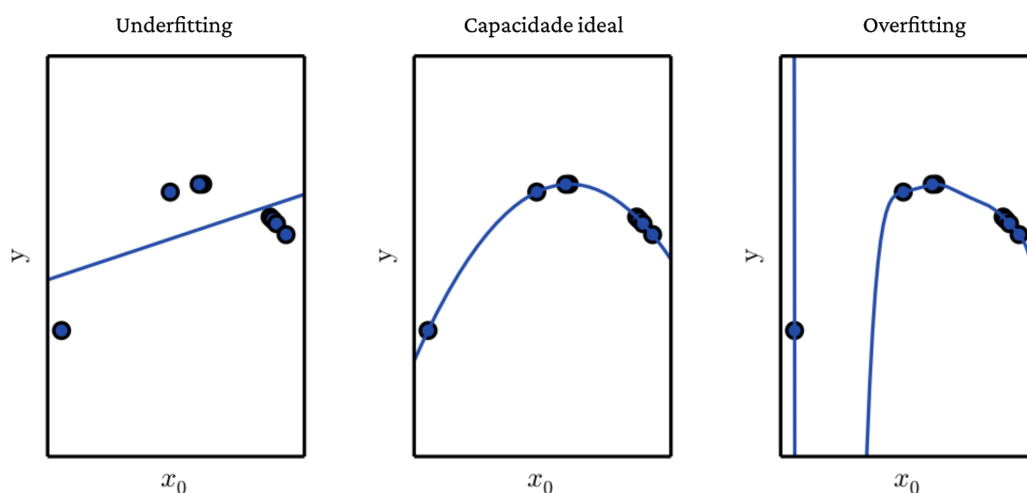 Underfitting
Capacidade ideal
Overfitting
y
y
y
x₀
x₀
x₀